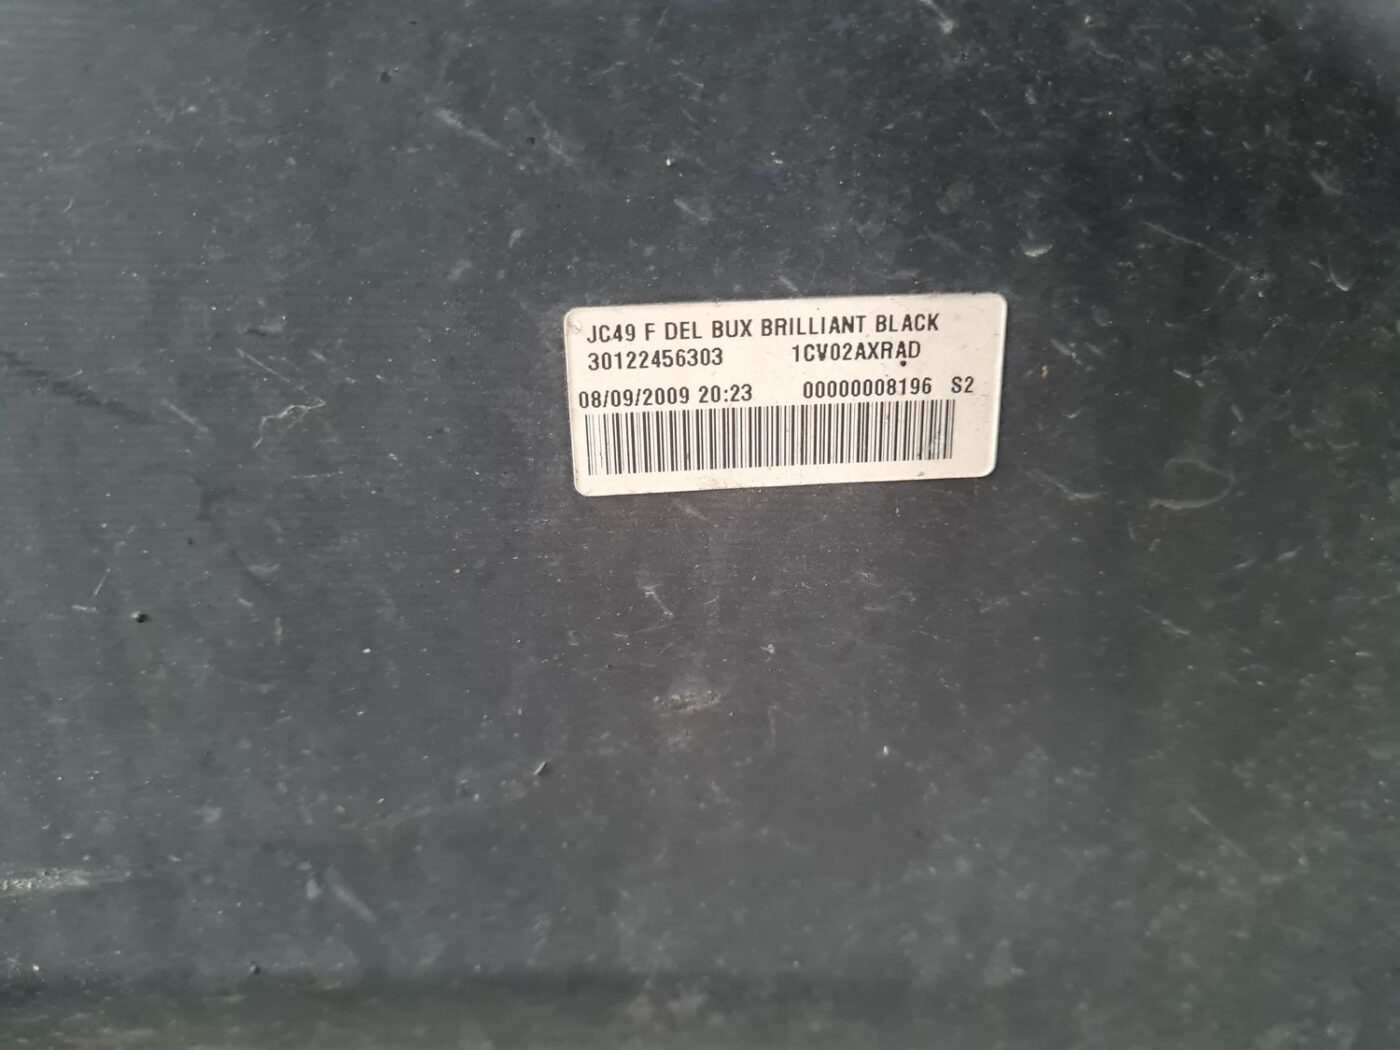 JC49 F DEL BUX BRILLIANT BLACK
30122456303 1CV02AXRAD
08/09/2009 20:23 00000008196 S2